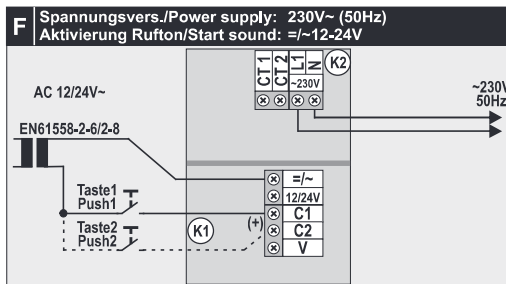 F
Spannungsvers./Power supply: 230V~ (50Hz)
Aktivierung Rufton/Start sound: =/~12-24V
CT 1
CT 2
L1
N
~230V
K2
~230V
50Hz
AC 12/24V~
EN61558-2-6/2-8
Taste1
Push1
Taste2
Push2
K1
(+)
=/~
12/24V
C1
C2
V